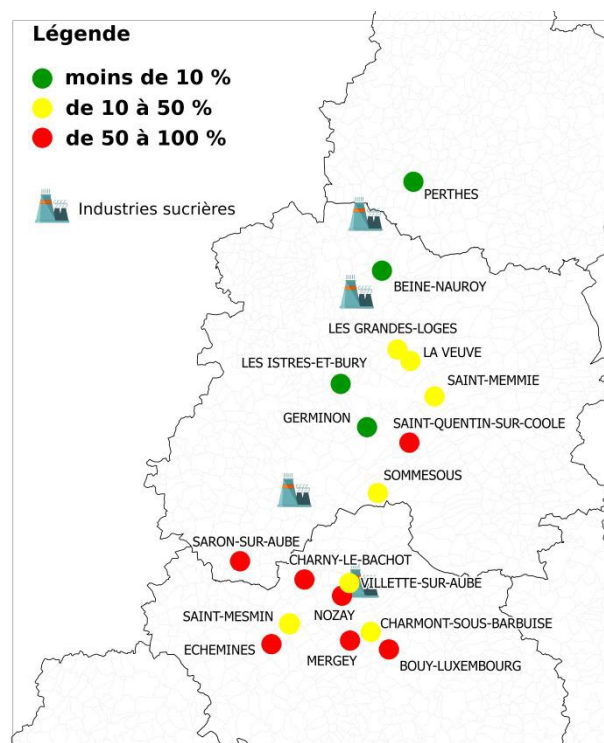 Légende
moins de 10 %
de 10 à 50 %
de 50 à 100 %
Industries sucrières
PERTHES
BEINE-NAUROY
LES GRANDES-LOGES
LA VEUVE
LES ISTRES-ET-BURY
SAINT-MEMMIE
GERMINON
SAINT-QUENTIN-SUR-COOLE
SOMMESOUS
SARON-SUR-AUBE
CHARNY-LE-BACHOT
VILLETTE-SUR-AUBE
NOZAY
SAINT-MESMIN
CHARMONT-SOUS-BARBUISE
ECHEMINES
MERGEY
BOUY-LUXEMBOURG